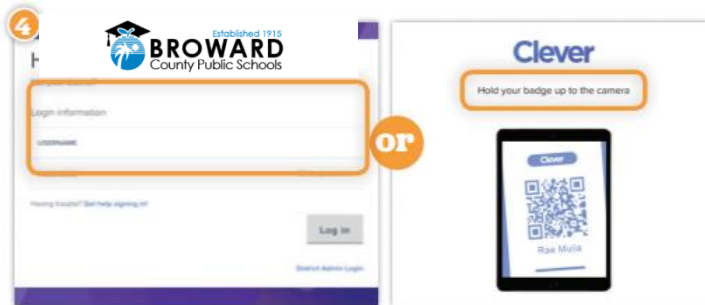 4
Established 1915
BROWARD
County Public Schools
H
Login information
USERNAME
Having trouble? Get help signing in!
Log in
District Admin Login
or
Clever
Hold your badge up to the camera
Clever
Rae Mulia